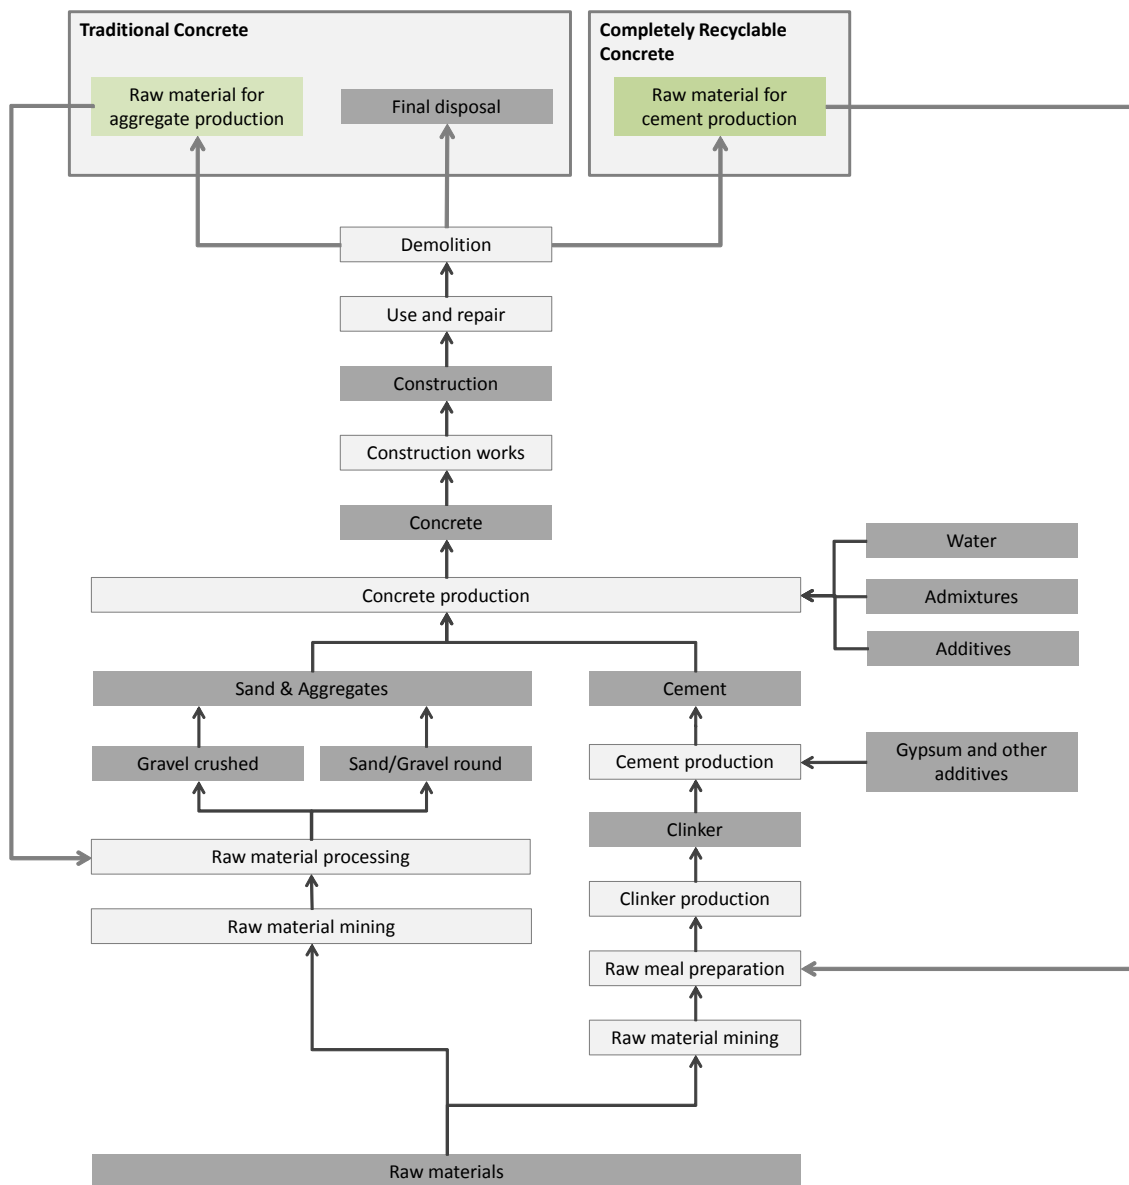 Traditional Concrete
Completely Recyclable
Concrete
Raw material for
aggregate production
Final disposal
Raw material for
cement production
Demolition
Use and repair
Construction
Construction works
Concrete
Water
Concrete production
Admixtures
Additives
Sand & Aggregates
Cement
Gravel crushed
Sand/Gravel round
Cement production
Gypsum and other
additives
Clinker
Raw material processing
Clinker production
Raw material mining
Raw meal preparation
Raw material mining
Raw materials